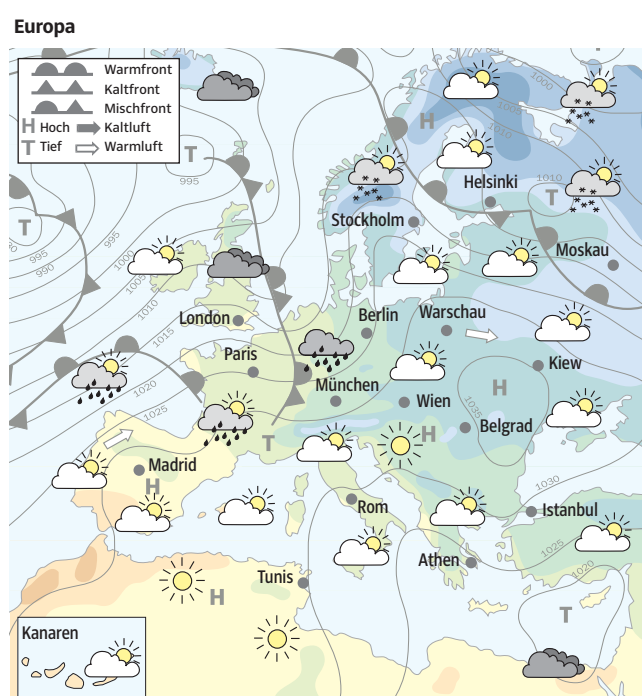 Europa
Warmfront
Kaltfront
Mischfront
H Hoch Kaltluft
T Tief Warmluft
T
995
T
995
995
990
1000
1005
1010
1015
1020
1025
H
1000
1005
1010
1010
T
T
Helsinki
Stockholm
Moskau
London
Berlin
Warschau
Paris
München
Wien
Kiew
H
1035
Belgrad
H
T
Madrid
H
Rom
Istanbul
1030
1025
1020
Athen
Tunis
H
T
Kanaren